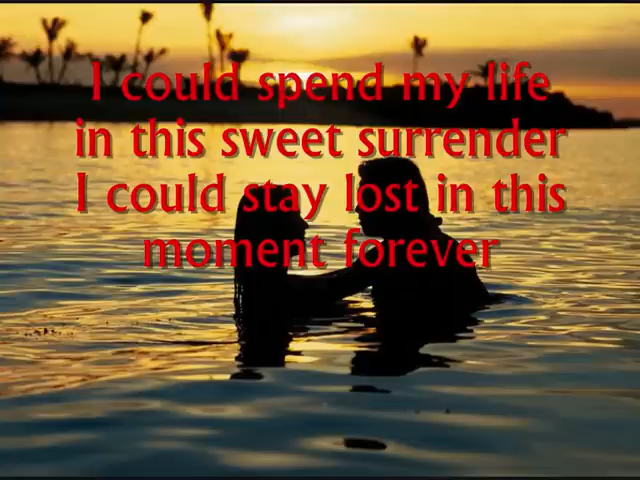 I could spend my life
in this sweet surrender
I could stay lost in this
moment forever